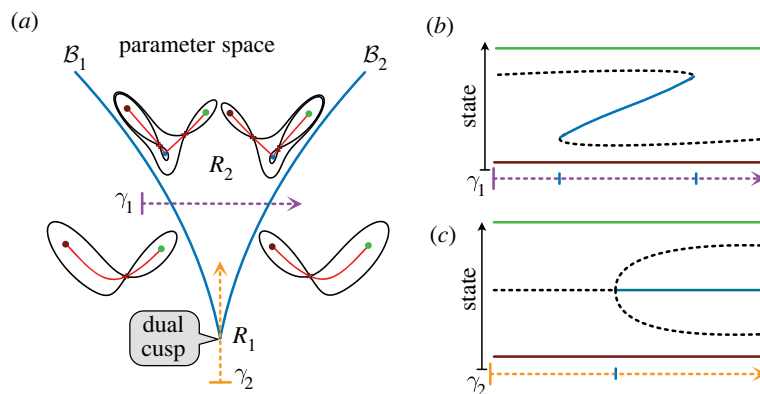 (a)
parameter space
ℬ₁
ℬ₂
R₂
γ₁
dual
cusp
R₁
γ₂
(b)
state
γ₁
(c)
state
γ₂